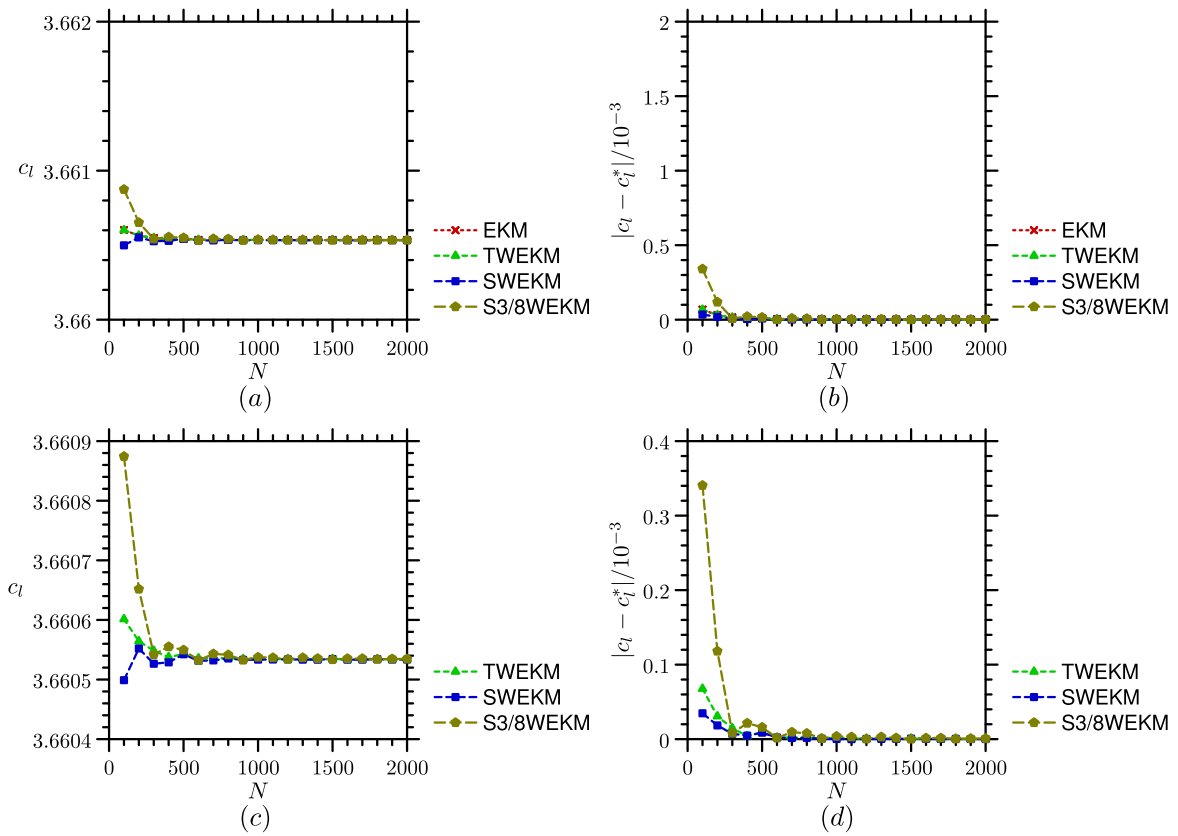 3.662
3.661
3.66
c_l
0 500 1000 1500 2000
N
(a)
EKM
TWEKM
SWEKM
S3/8WEKM
2
1.5
1
0.5
0
|c_l − c_l^*|/10^{−3}
0 500 1000 1500 2000
N
(b)
EKM
TWEKM
SWEKM
S3/8WEKM
3.6609
3.6608
3.6607
3.6606
3.6605
3.6604
c_l
0 500 1000 1500 2000
N
(c)
TWEKM
SWEKM
S3/8WEKM
0.4
0.3
0.2
0.1
0
|c_l − c_l^*|/10^{−3}
0 500 1000 1500 2000
N
(d)
TWEKM
SWEKM
S3/8WEKM